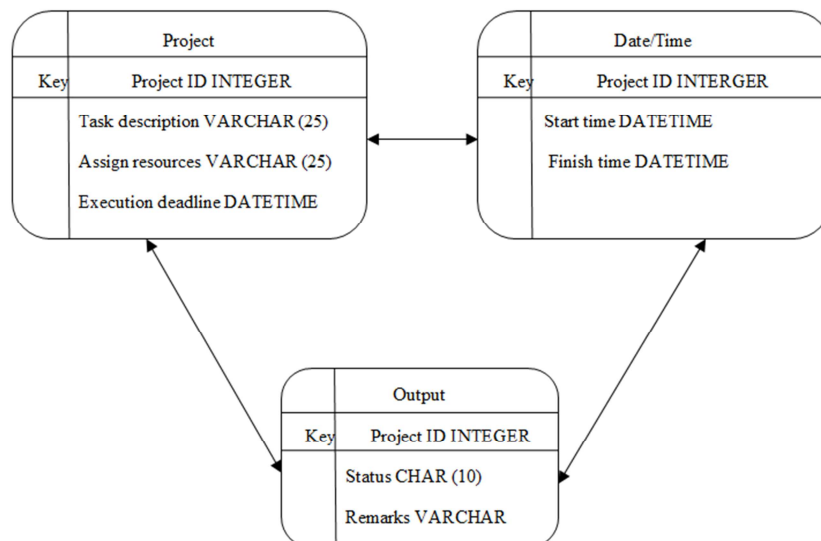 Project
Key Project ID INTEGER
Task description VARCHAR (25)
Assign resources VARCHAR (25)
Execution deadline DATETIME
Date/Time
Key Project ID INTERGER
Start time DATETIME
Finish time DATETIME
Output
Key Project ID INTEGER
Status CHAR (10)
Remarks VARCHAR